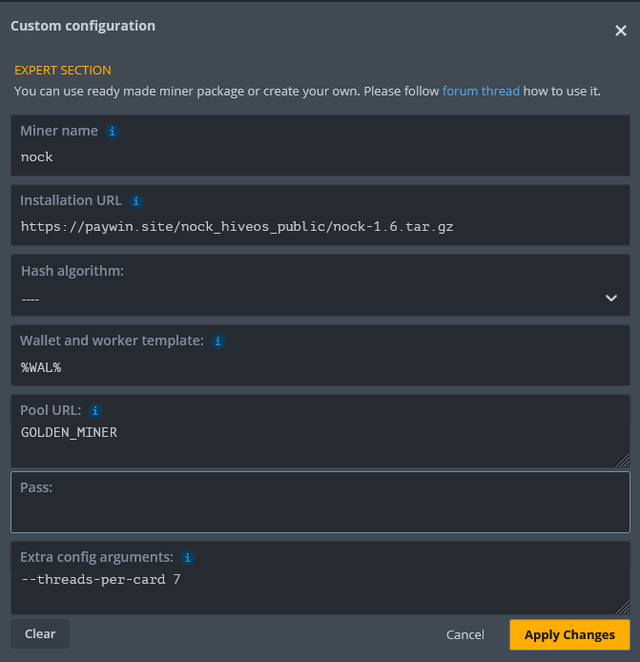 Custom configuration
EXPERT SECTION
You can use ready made miner package or create your own. Please follow forum thread how to use it.
Miner name
nock
Installation URL
https://paywin.site/nock_hiveos_public/nock-1.6.tar.gz
Hash algorithm:
----
Wallet and worker template:
%WAL%
Pool URL:
GOLDEN_MINER
Pass:
Extra config arguments:
--threads-per-card 7
Clear
Cancel
Apply Changes